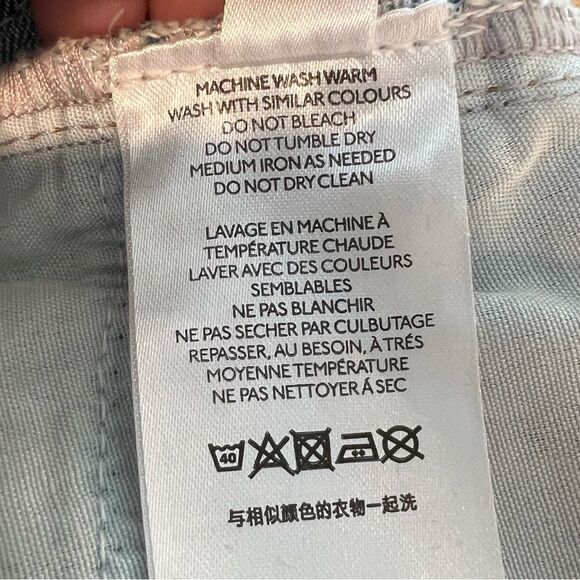 MACHINE WASH WARM
WASH WITH SIMILAR COLOURS
DO NOT BLEACH
DO NOT TUMBLE DRY
MEDIUM IRON AS NEEDED
DO NOT DRY CLEAN
LAVAGE EN MACHINE À
TEMPÉRATURE CHAUDE
LAVER AVEC DES COULEURS
SEMBLABLES
NE PAS BLANCHIR
NE PAS SECHER PAR CULBUTAGE
REPASSER, AU BESOIN, À TRÉS
MOYENNE TEMPÉRATURE
NE PAS NETTOYER Á SEC
40
与相似颜色的衣物一起洗